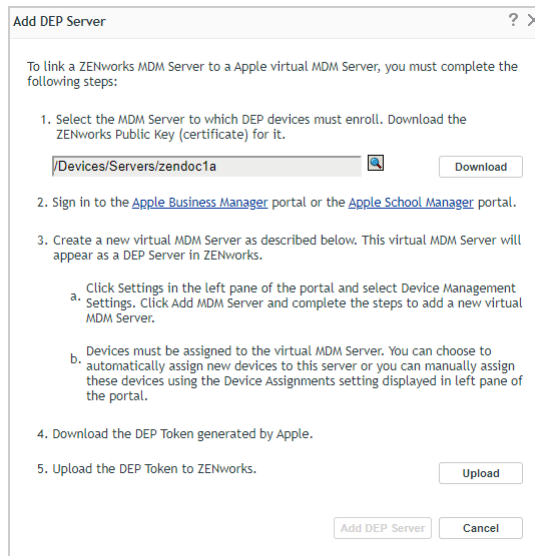 Add DEP Server
? X
To link a ZENworks MDM Server to a Apple virtual MDM Server, you must complete the
following steps:
1. Select the MDM Server to which DEP devices must enroll. Download the
ZENworks Public Key (certificate) for it.
/Devices/Servers/zendoc1a
Download
2. Sign in to the Apple Business Manager portal or the Apple School Manager portal.
3. Create a new virtual MDM Server as described below. This virtual MDM Server will
appear as a DEP Server in ZENworks.
a. Click Settings in the left pane of the portal and select Device Management
Settings. Click Add MDM Server and complete the steps to add a new virtual
MDM Server.
b. Devices must be assigned to the virtual MDM Server. You can choose to
automatically assign new devices to this server or you can manually assign
these devices using the Device Assignments setting displayed in left pane of
the portal.
4. Download the DEP Token generated by Apple.
5. Upload the DEP Token to ZENworks.
Upload
Add DEP Server
Cancel